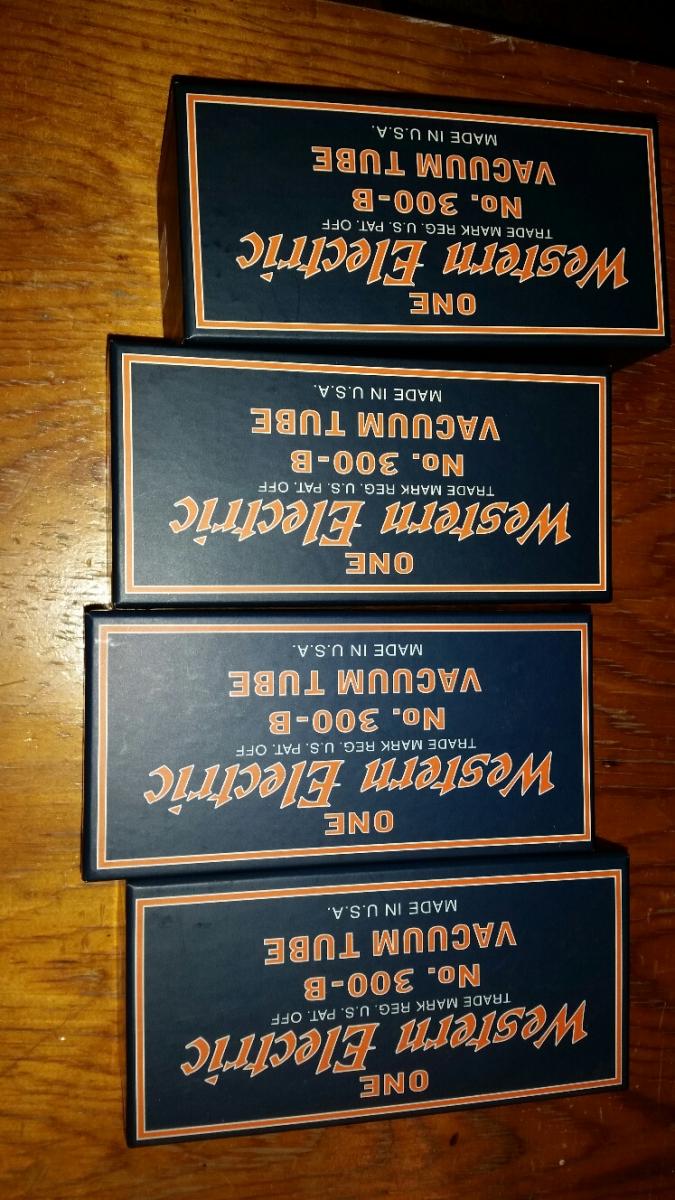 ONE
Western Electric
TRADE MARK REG. U.S. PAT. OFF
No. 300-B
VACUUM TUBE
MADE IN U.S.A.
ONE
Western Electric
TRADE MARK REG. U.S. PAT. OFF
No. 300-B
VACUUM TUBE
MADE IN U.S.A.
ONE
Western Electric
TRADE MARK REG. U.S. PAT. OFF
No. 300-B
VACUUM TUBE
MADE IN U.S.A.
ONE
Western Electric
TRADE MARK REG. U.S. PAT. OFF
No. 300-B
VACUUM TUBE
MADE IN U.S.A.